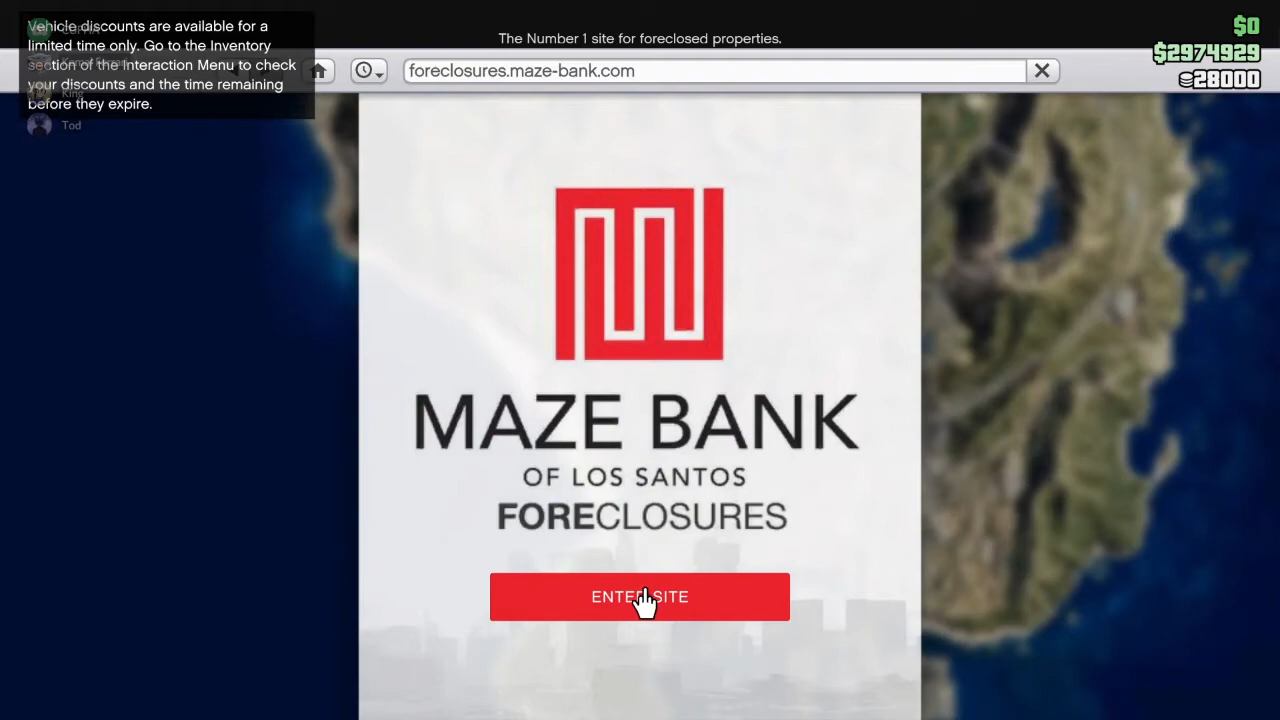 Vehicle discounts are available for a
limited time only. Go to the Inventory
section of the Interaction Menu to check
your discounts and the time remaining
before they expire.
King
Tod
The Number 1 site for foreclosed properties.
foreclosures.maze-bank.com
$0
$2974929
28000
MAZE BANK
OF LOS SANTOS
FORECLOSURES
ENTER SITE